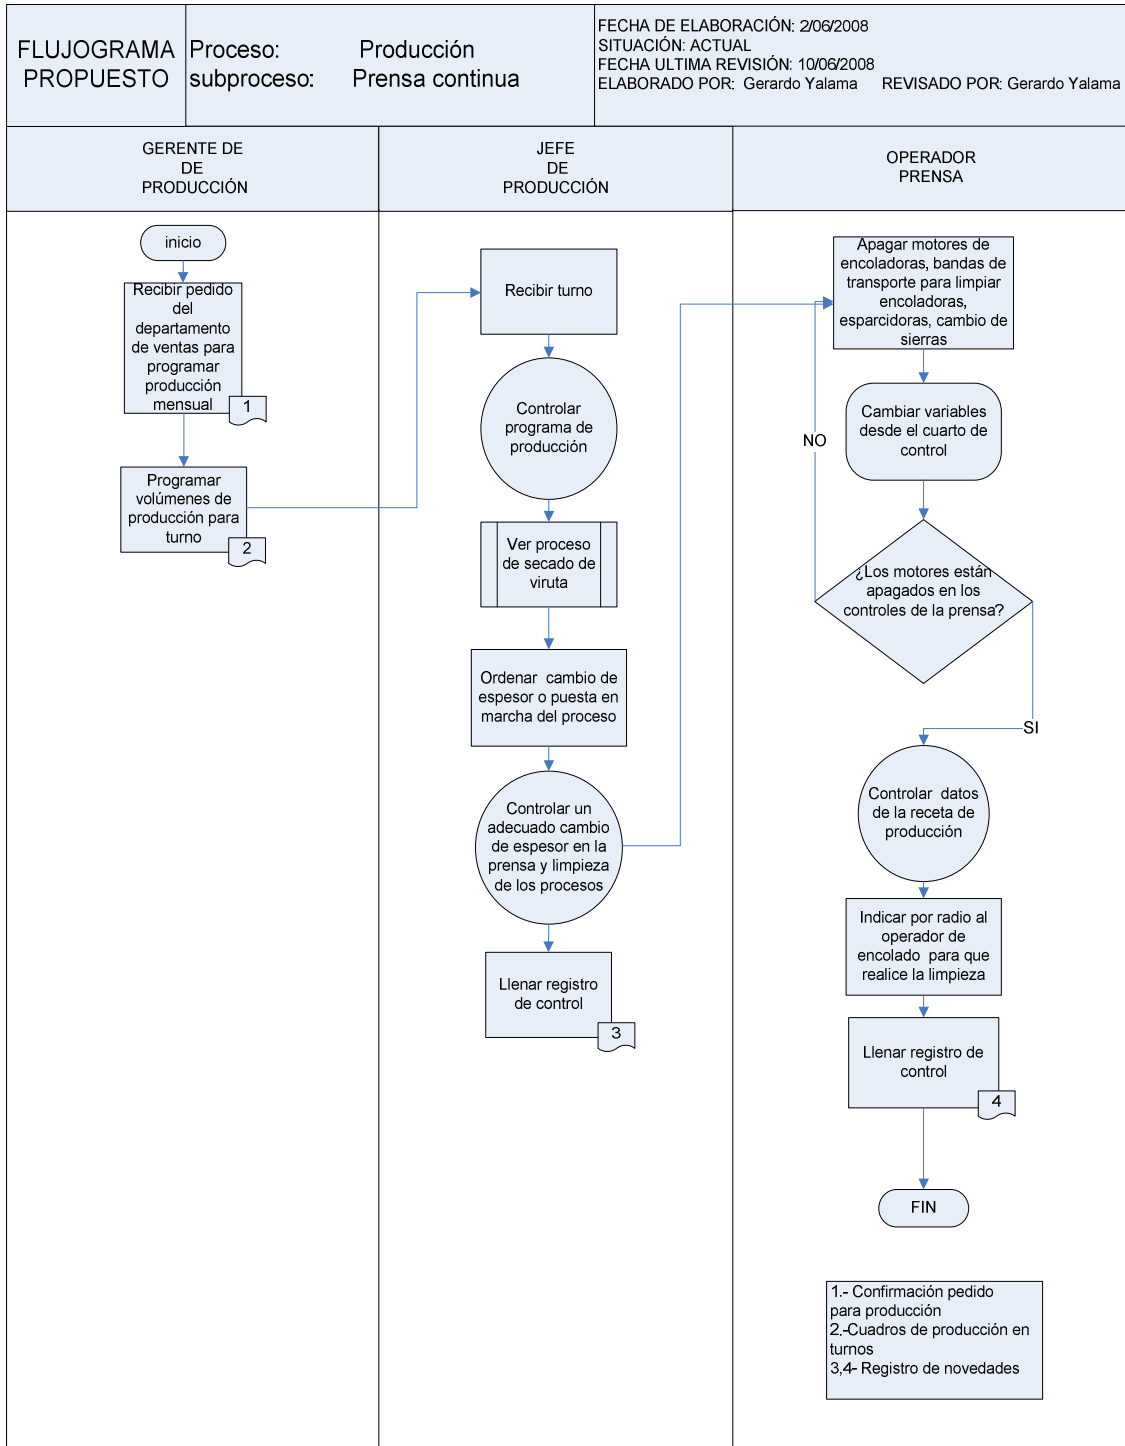 FLUJOGRAMA
PROPUESTO
Proceso: Producción
subproceso: Prensa continua
FECHA DE ELABORACIÓN: 2/06/2008
SITUACIÓN: ACTUAL
FECHA ULTIMA REVISIÓN: 10/06/2008
ELABORADO POR: Gerardo Yalama REVISADO POR: Gerardo Yalama
GERENTE DE
DE
PRODUCCIÓN
JEFE
DE
PRODUCCIÓN
OPERADOR
PRENSA
inicio
Recibir pedido
del
departamento
de ventas para
programar
producción
mensual
1
Programar
volúmenes de
producción para
turno
2
Recibir turno
Controlar
programa de
producción
Ver proceso
de secado de
viruta
Ordenar cambio de
espesor o puesta en
marcha del proceso
Controlar un
adecuado cambio
de espesor en la
prensa y limpieza
de los procesos
Llenar registro
de control
3
Apagar motores de
encoladoras, bandas de
transporte para limpiar
encoladoras,
esparcidoras, cambio de
sierras
Cambiar variables
desde el cuarto de
control
NO
¿Los motores están
apagados en los
controles de la prensa?
SI
Controlar datos
de la receta de
producción
Indicar por radio al
operador de
encolado para que
realice la limpieza
Llenar registro de
control
4
FIN
1.- Confirmación pedido
para producción
2.-Cuadros de producción en
turnos
3,4- Registro de novedades